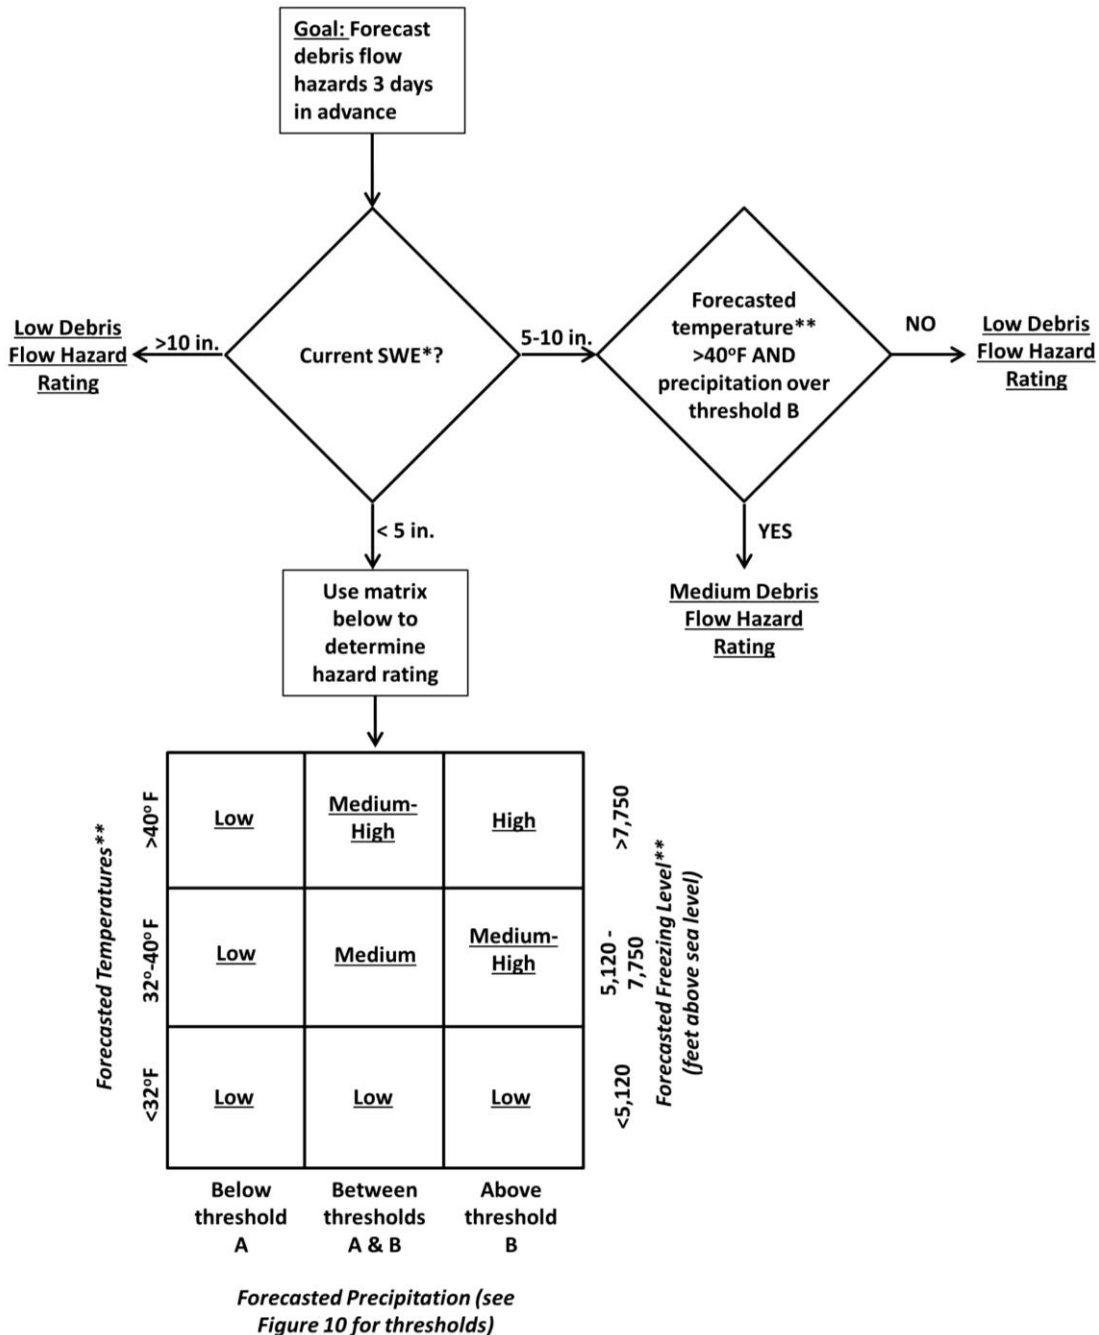 Goal: Forecast
debris flow
hazards 3 days
in advance
Low Debris
Flow Hazard
Rating
>10 in.
Current SWE*?
5-10 in.
Forecasted
temperature**
>40°F AND
precipitation over
threshold B
NO
Low Debris
Flow Hazard
Rating
< 5 in.
YES
Medium Debris
Flow Hazard
Rating
Use matrix
below to
determine
hazard rating
Forecasted Temperatures**
>40° F
Low
Medium-
High
High
>7,750
32°-40° F
Low
Medium
Medium-
High
5,120 -
7,750
<32°F
Low
Low
Low
<5,120
Forecasted Freezing Level**
(feet above sea level)
Below
threshold
A
Between
thresholds
A & B
Above
threshold
B
Forecasted Precipitation (see
Figure 10 for thresholds)